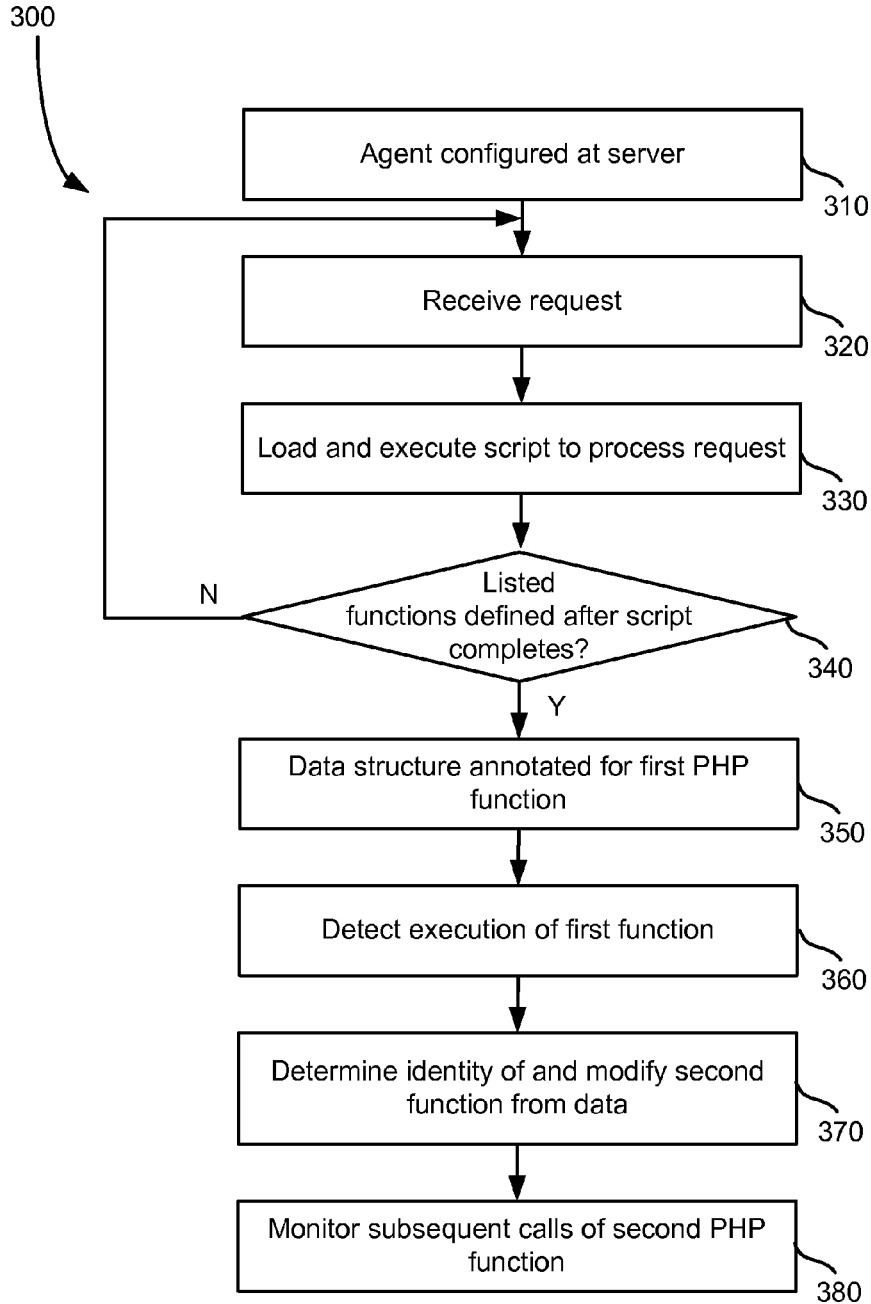 300
Agent configured at server
310
Receive request
320
Load and execute script to process request
330
Listed
functions defined after script
completes?
N
340
Y
Data structure annotated for first PHP
function
350
Detect execution of first function
360
Determine identity of and modify second
function from data
370
Monitor subsequent calls of second PHP
function
380